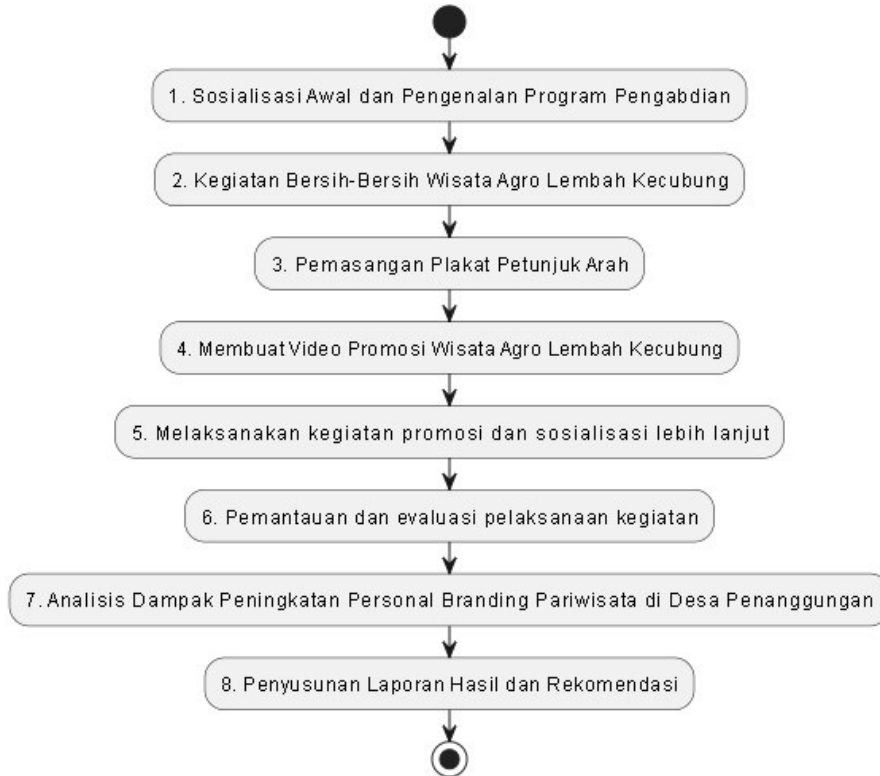 1. Sosialisasi Awal dan Pengenalan Program Pengabdian
2. Kegiatan Bersih-Bersih Wisata Agro Lembah Kecubung
3. Pemasangan Plakat Petunjuk Arah
4. Membuat Video Promosi Wisata Agro Lembah Kecubung
5. Melaksanakan kegiatan promosi dan sosialisasi lebih lanjut
6. Pemantauan dan evaluasi pelaksanaan kegiatan
7. Analisis Dampak Peningkatan Personal Branding Pariwisata di Desa Penanggungan
8. Penyusunan Laporan Hasil dan Rekomendasi